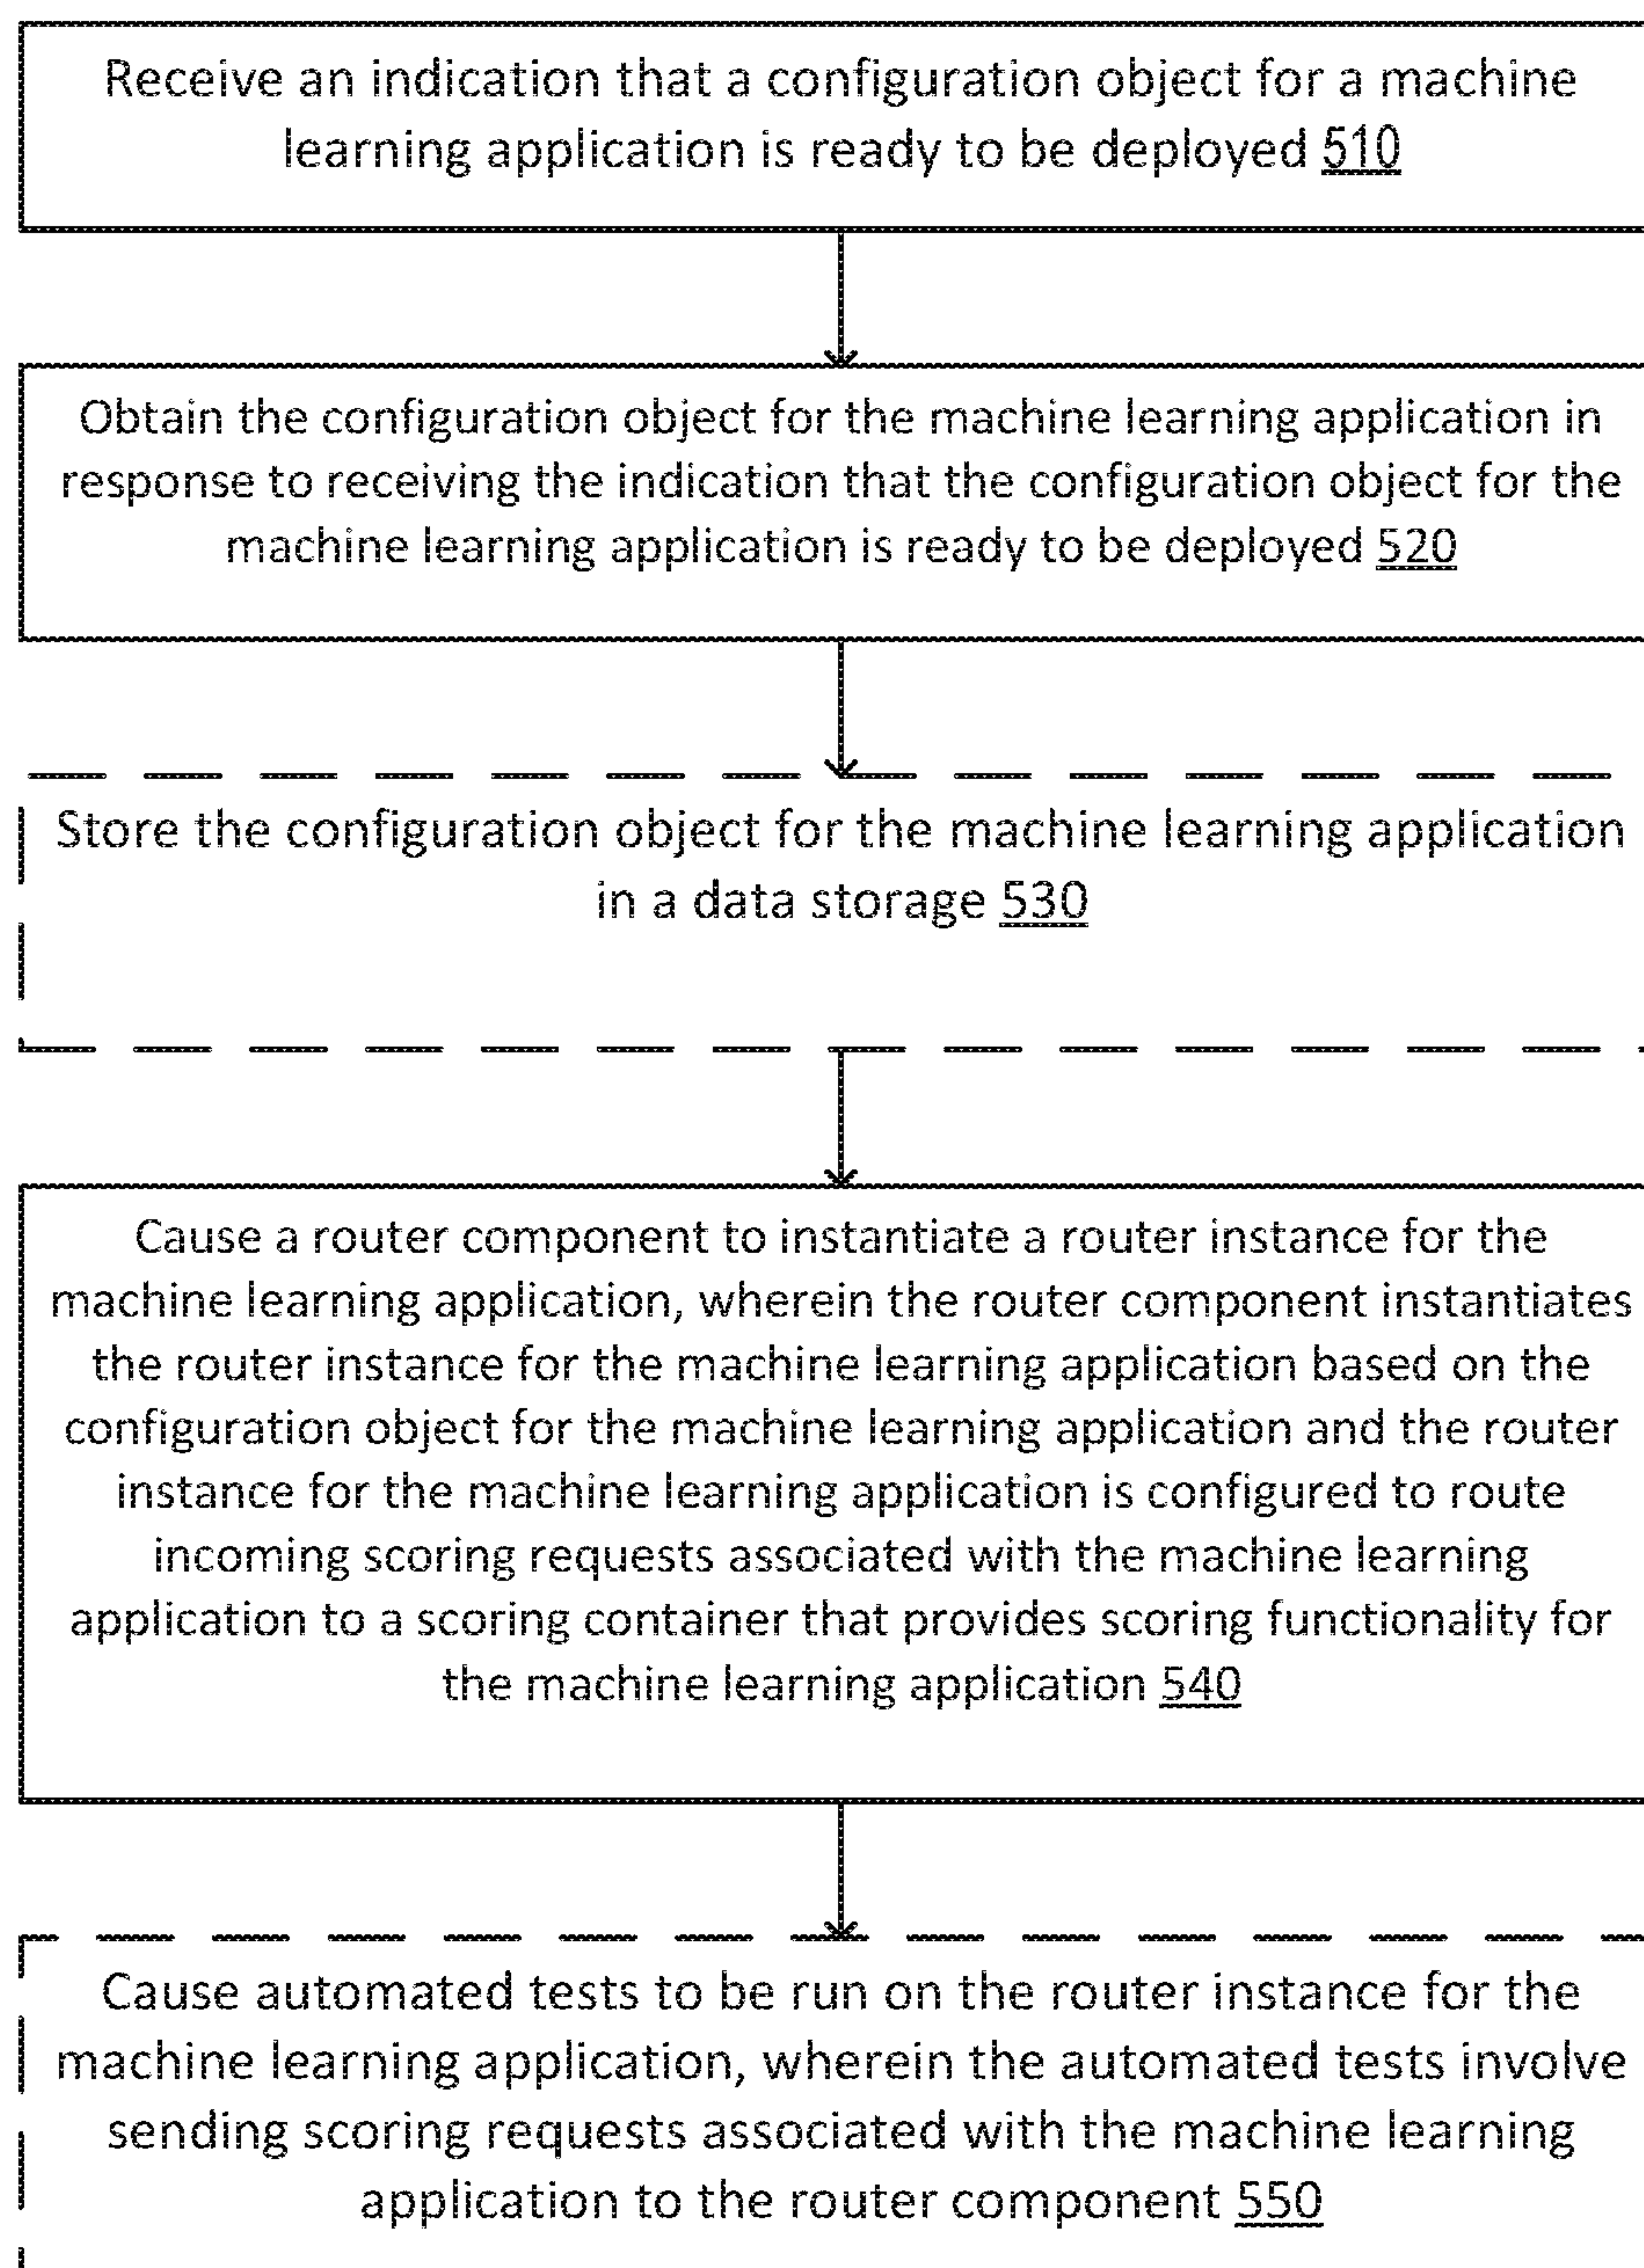 Receive an indication that a configuration object for a machine
learning application is ready to be deployed 510
Obtain the configuration object for the machine learning application in
response to receiving the indication that the configuration object for the
machine learning application is ready to be deployed 520
Store the configuration object for the machine learning application
in a data storage 530
Cause a router component to instantiate a router instance for the
machine learning application, wherein the router component instantiates
the router instance for the machine learning application based on the
configuration object for the machine learning application and the router
instance for the machine learning application is configured to route
incoming scoring requests associated with the machine learning
application to a scoring container that provides scoring functionality for
the machine learning application 540
Cause automated tests to be run on the router instance for the
machine learning application, wherein the automated tests involve
sending scoring requests associated with the machine learning
application to the router component 550